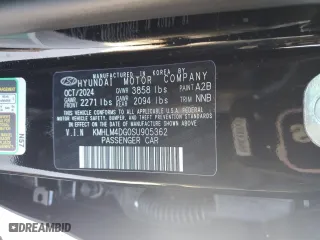 MANUFACTURED IN KOREA BY
HYUNDAI MOTOR COMPANY
OCT/2024 GVWR 3858 lbs PAINT A2B
GAWR FRONT 2271 lbs GAWR REAR 2094 lbs TRIM NNB
THIS VEHICLE CONFORMS TO ALL APPLICABLE U.S. FEDERAL
MOTOR VEHICLE SAFETY, BUMPER, AND THEFT PREVENTION
STANDARDS IN EFFECT ON THE DATE OF MANUFACTURE SHOWN ABOVE.
V.I.N KMHLM4DG0SU905362
PASSENGER CAR
AUTOBIDCAR